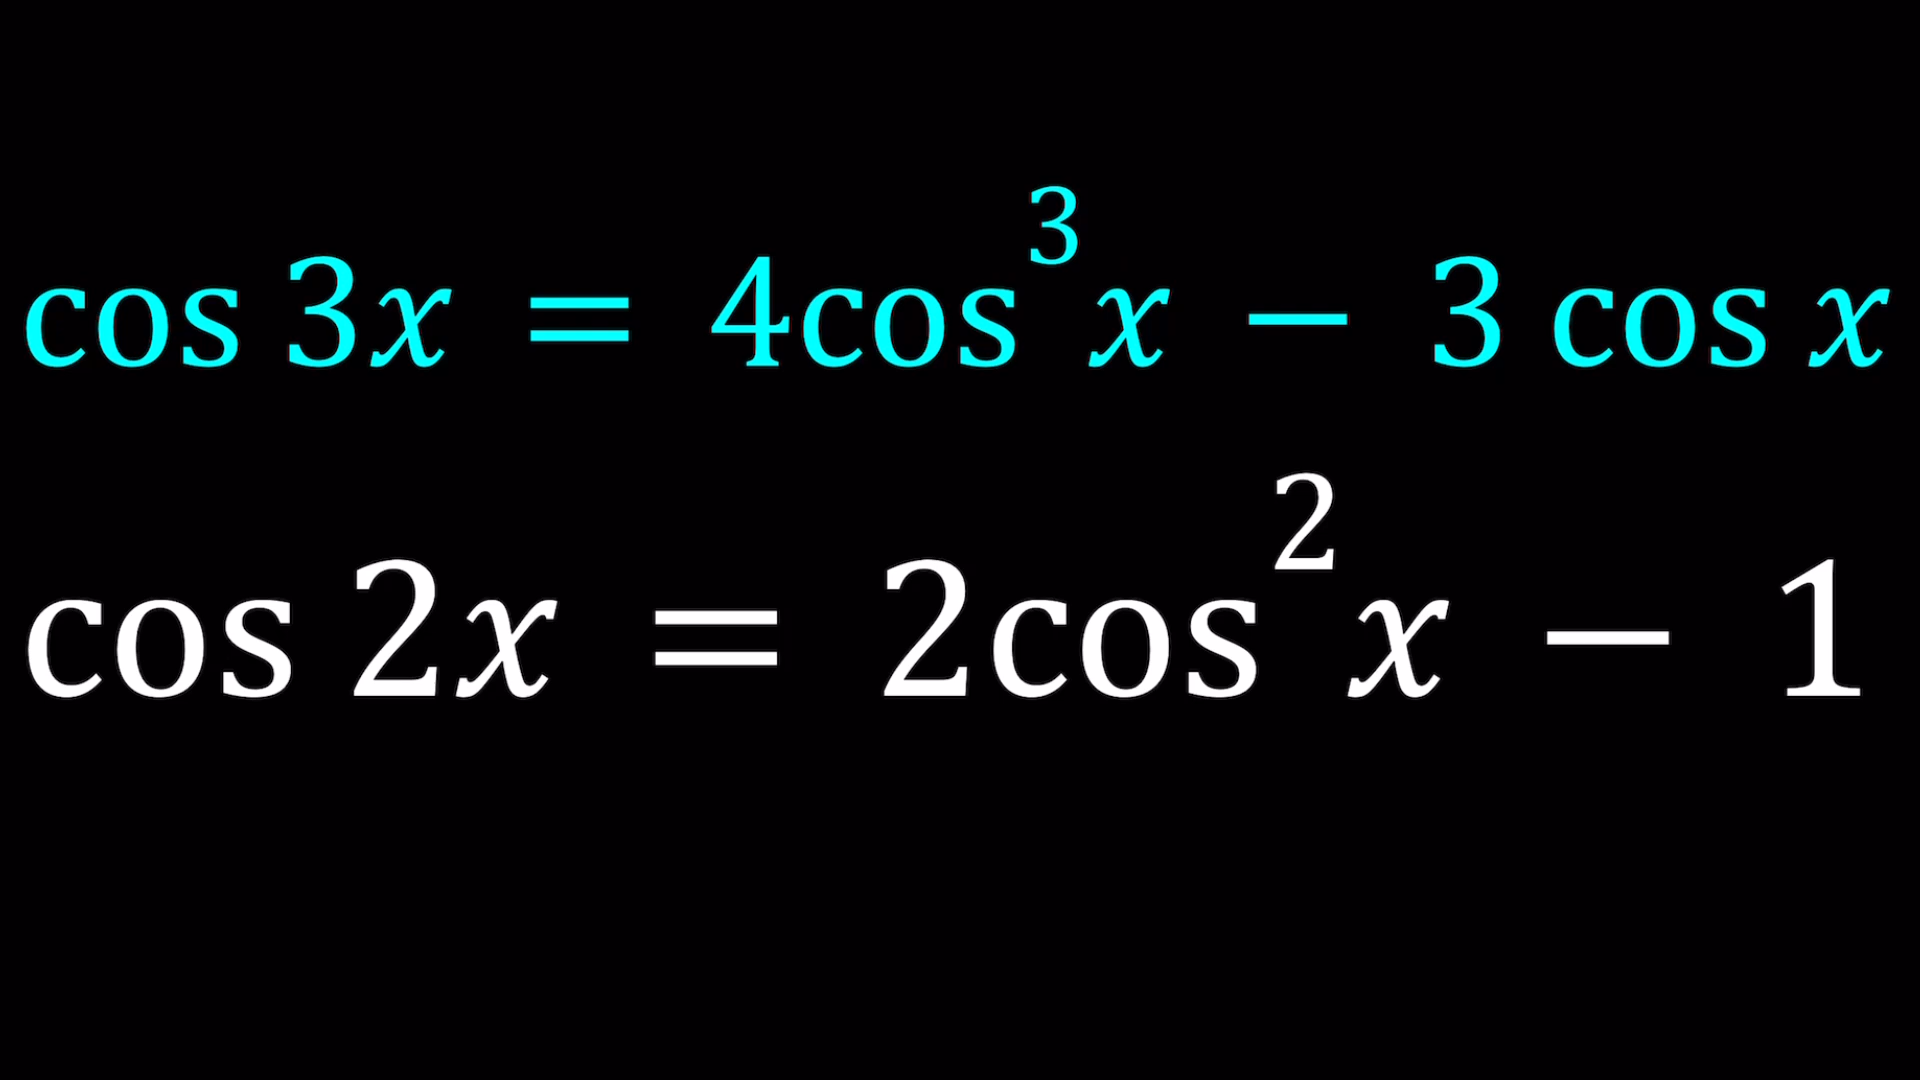 cos 3x = 4cos³x − 3 cos x
cos 2x = 2cos²x − 1